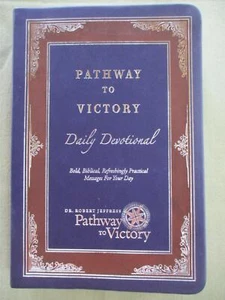 PATHWAY
TO
VICTORY
Daily Devotional
Bold, Biblical, Refreshingly Practical
Messages For Your Day
DR. ROBERT JEFFRESS
Pathway
TO Victory